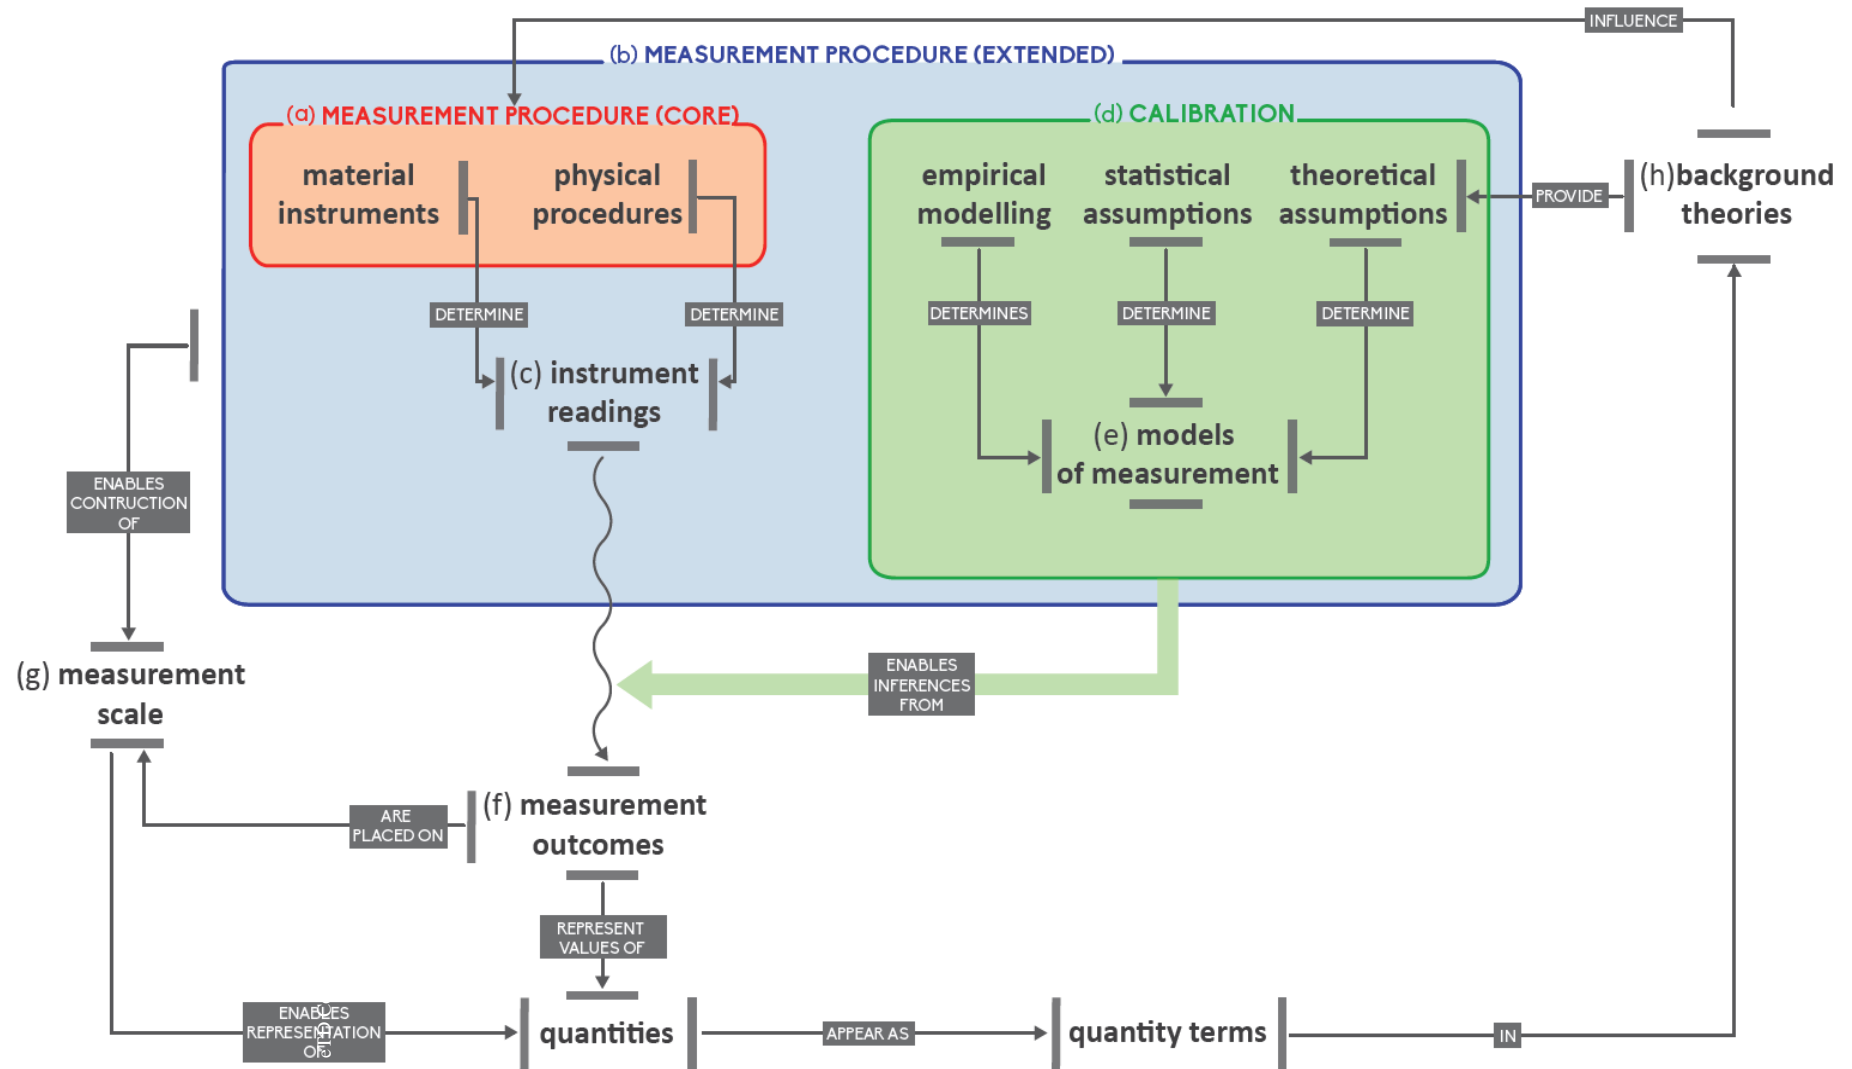 INFLUENCE
(b) MEASUREMENT PROCEDURE (EXTENDED)
(a) MEASUREMENT PROCEDURE (CORE)
(d) CALIBRATION
material
instruments
physical
procedures
empirical
modelling
statistical
assumptions
theoretical
assumptions
PROVIDE
(h)background
theories
DETERMINE
DETERMINE
DETERMINES
DETERMINE
DETERMINE
(c) instrument
readings
(e) models
of measurement
ENABLES
CONTRUCTION
OF
ENABLES
INFERENCES
FROM
(g) measurement
scale
ARE
PLACED ON
(f) measurement
outcomes
REPRESENT
VALUES OF
ENABLES
REPRESENTATION
OF
quantities
APPEAR AS
quantity terms
IN